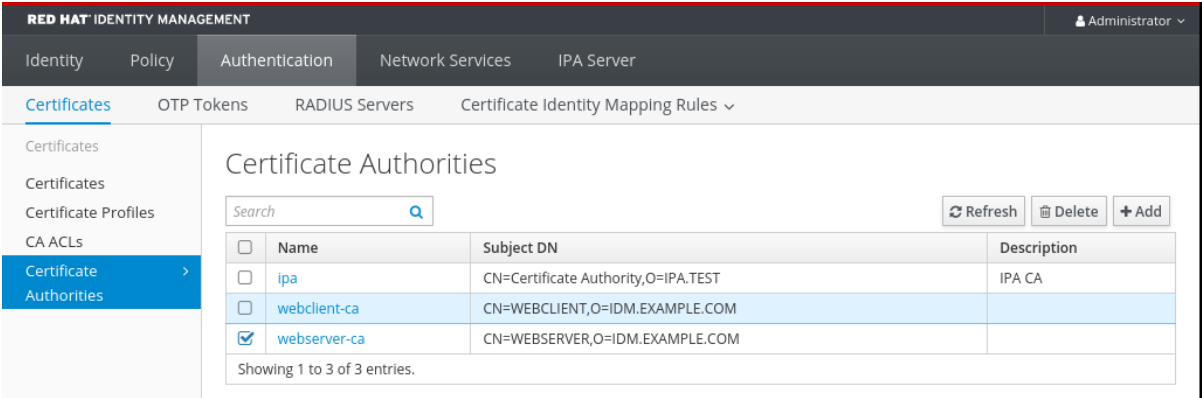 RED HAT® IDENTITY MANAGEMENT Administrator
Identity Policy Authentication Network Services IPA Server
Certificates OTP Tokens RADIUS Servers Certificate Identity Mapping Rules
Certificates
Certificates
Certificate Profiles
CA ACLs
Certificate
Authorities
Certificate Authorities
Search Refresh Delete Add
Name Subject DN Description
ipa CN=Certificate Authority,O=IPA.TEST IPA CA
webclient-ca CN=WEBCLIENT,O=IDM.EXAMPLE.COM
webserver-ca CN=WEBSERVER,O=IDM.EXAMPLE.COM
Showing 1 to 3 of 3 entries.